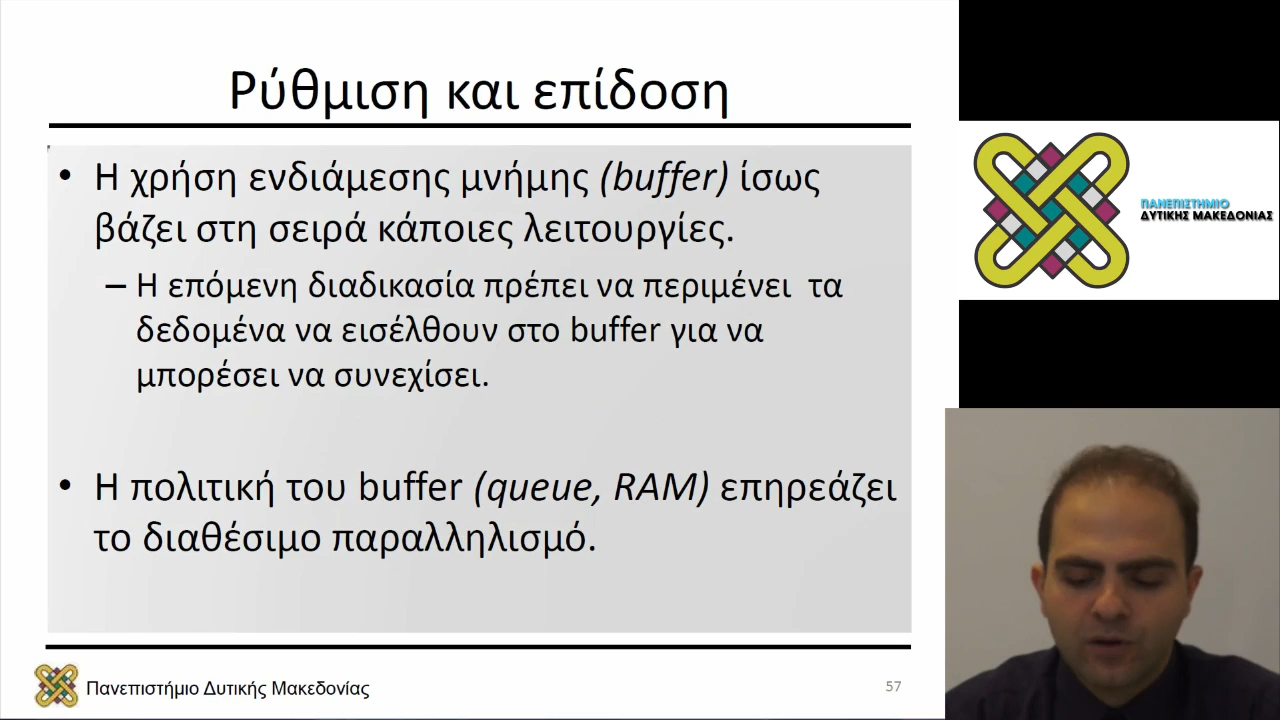 Ρύθμιση και επίδοση
• Η χρήση ενδιάμεσης μνήμης (buffer) ίσως
βάζει στη σειρά κάποιες λειτουργίες.
– Η επόμενη διαδικασία πρέπει να περιμένει τα
δεδομένα να εισέλθουν στο buffer για να
μπορέσει να συνεχίσει.
• Η πολιτική του buffer (queue, RAM) επηρεάζει
το διαθέσιμο παραλληλισμό.
Πανεπιστήμιο Δυτικής Μακεδονίας
57
ΠΑΝΕΠΙΣΤΗΜΙΟ
ΔΥΤΙΚΗΣ ΜΑΚΕΔΟΝΙΑΣ